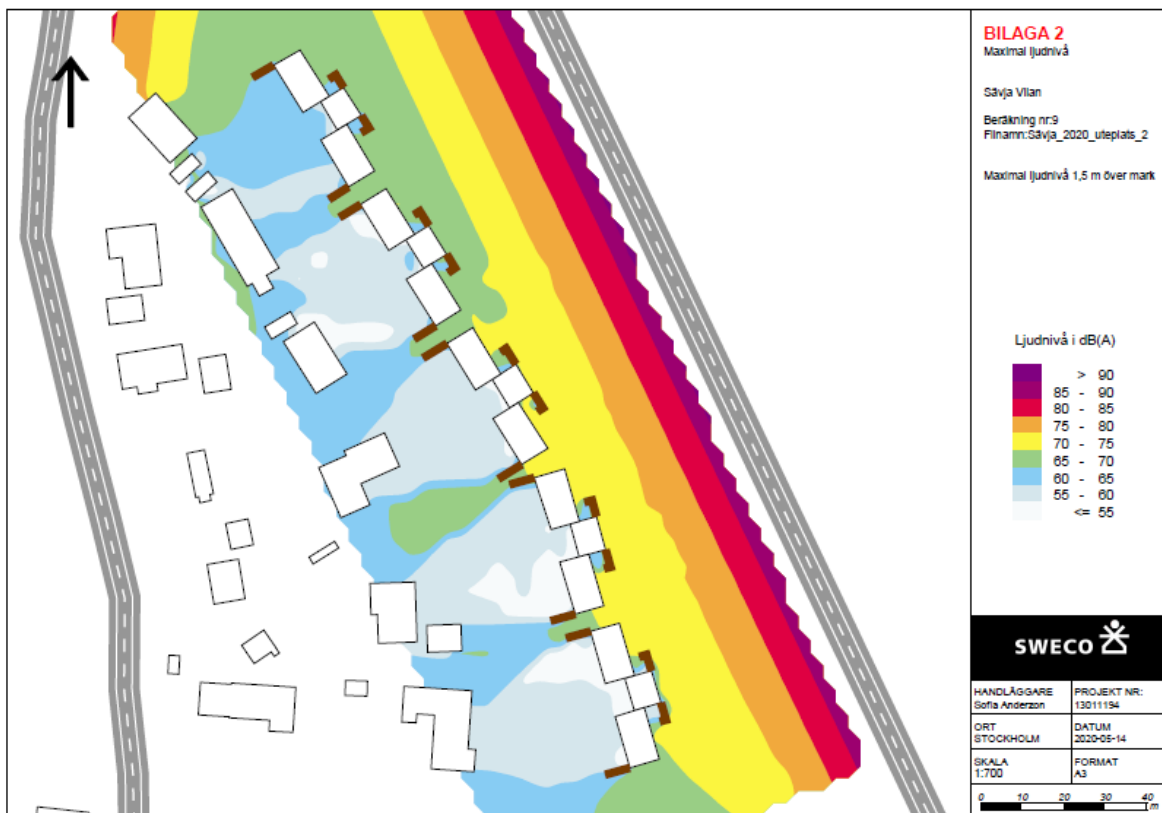 BILAGA 2
Maximal ljudnivå
Sävja Vilan
Beräkning nr:9
Filnamn:Sävja_2020_uteplats_2
Maximal ljudnivå 1,5 m över mark
Ljudnivå i dB(A)
> 90
85 - 90
80 - 85
75 - 80
70 - 75
65 - 70
60 - 65
55 - 60
<= 55
SWECO
HANDLÄGGARE
Sofia Anderzon
PROJEKT NR:
13011194
ORT
STOCKHOLM
DATUM
2020-05-14
SKALA
1:700
FORMAT
A3
0 10 20 30 40
m